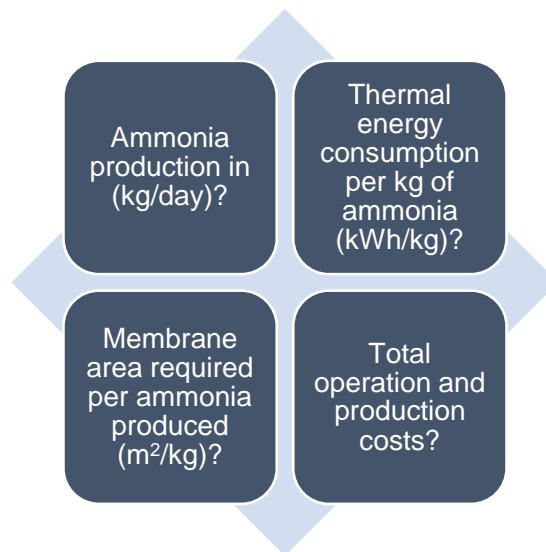 Ammonia
production in
(kg/day)?
Thermal
energy
consumption
per kg of
ammonia
(kWh/kg)?
Membrane
area required
per ammonia
produced
(m²/kg)?
Total
operation and
production
costs?